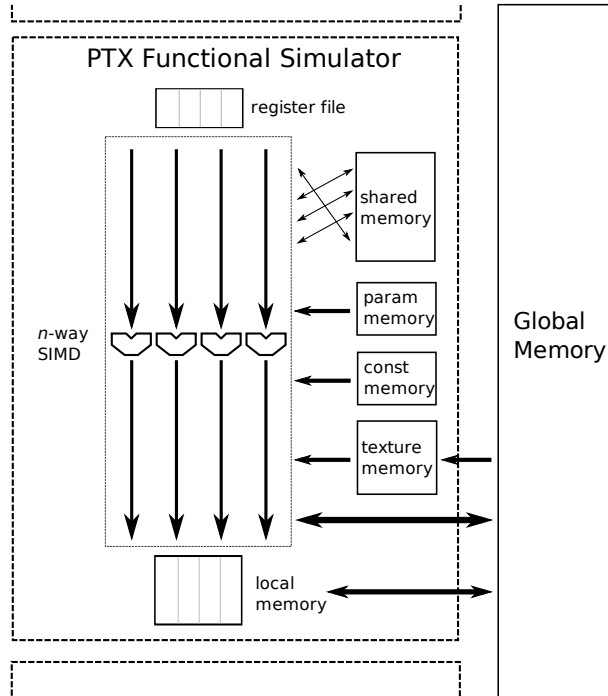 PTX Functional Simulator
register file
shared
memory
param
memory
n-way
SIMD
Global
Memory
const
memory
texture
memory
local
memory